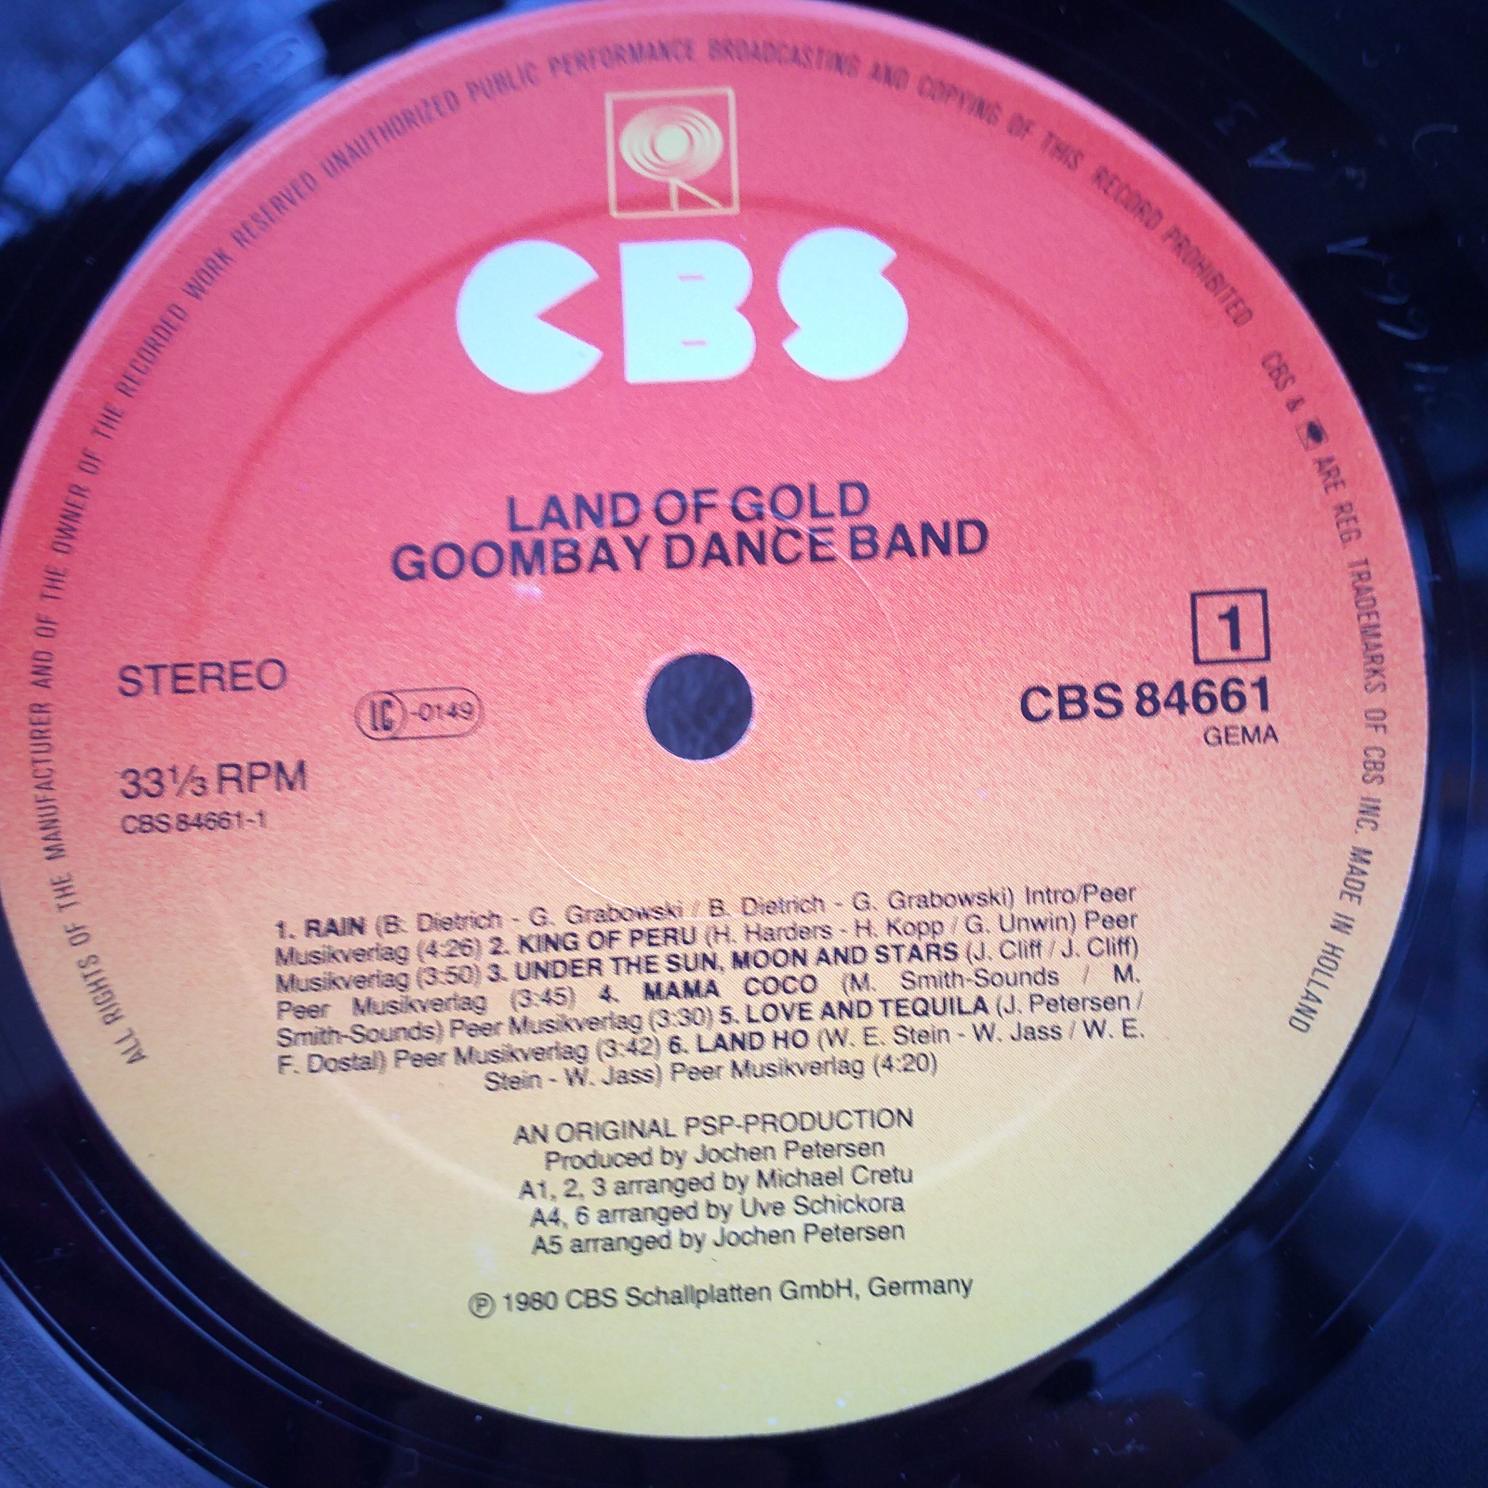 ALL RIGHTS OF THE MANUFACTURER AND OF THE OWNER OF THE RECORDED WORK RESERVED UNAUTHORIZED PUBLIC PERFORMANCE BROADCASTING AND COPYING OF THIS RECORD PROHIBITED CBS & ARE REG. TRADEMARKS OF CBS INC. MADE IN HOLLAND
CBS
LAND OF GOLD
GOOMBAY DANCE BAND
STEREO
LC-0149
33⅓ RPM
CBS 84661-1
1
CBS 84661
GEMA
1. RAIN (B. Dietrich - G. Grabowski / B. Dietrich - G. Grabowski) Intro/Peer
Musikverlag (4:26) 2. KING OF PERU (H. Harders - H. Kopp / G. Unwin) Peer
Musikverlag (3:50) 3. UNDER THE SUN, MOON AND STARS (J. Cliff / J. Cliff)
Peer Musikverlag (3:45) 4. MAMA COCO (M. Smith-Sounds / M.
Smith-Sounds) Peer Musikverlag (3:30) 5. LOVE AND TEQUILA (J. Petersen /
F. Dostal) Peer Musikverlag (3:42) 6. LAND HO (W. E. Stein - W. Jass / W. E.
Stein - W. Jass) Peer Musikverlag (4:20)
AN ORIGINAL PSP-PRODUCTION
Produced by Jochen Petersen
A1, 2, 3 arranged by Michael Cretu
A4, 6 arranged by Uve Schickora
A5 arranged by Jochen Petersen
℗ 1980 CBS Schallplatten GmbH, Germany